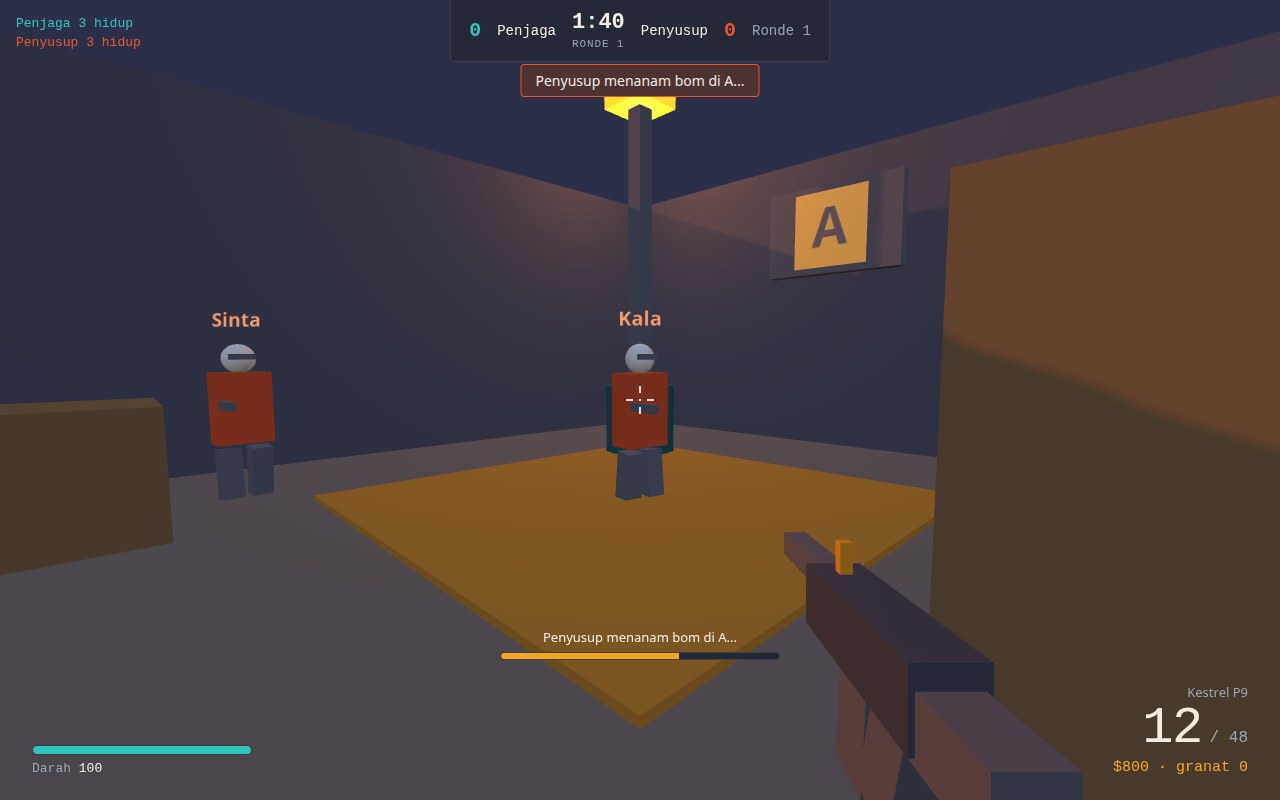 Penjaga 3 hidup
Penyusup 3 hidup
0 Penjaga 1:40 Penyusup 0 Ronde 1
RONDE 1
Penyusup menanam bom di A...
A
Sinta
Kala
Penyusup menanam bom di A...
Kestrel P9
12 / 48
$800 · granat 0
Darah 100